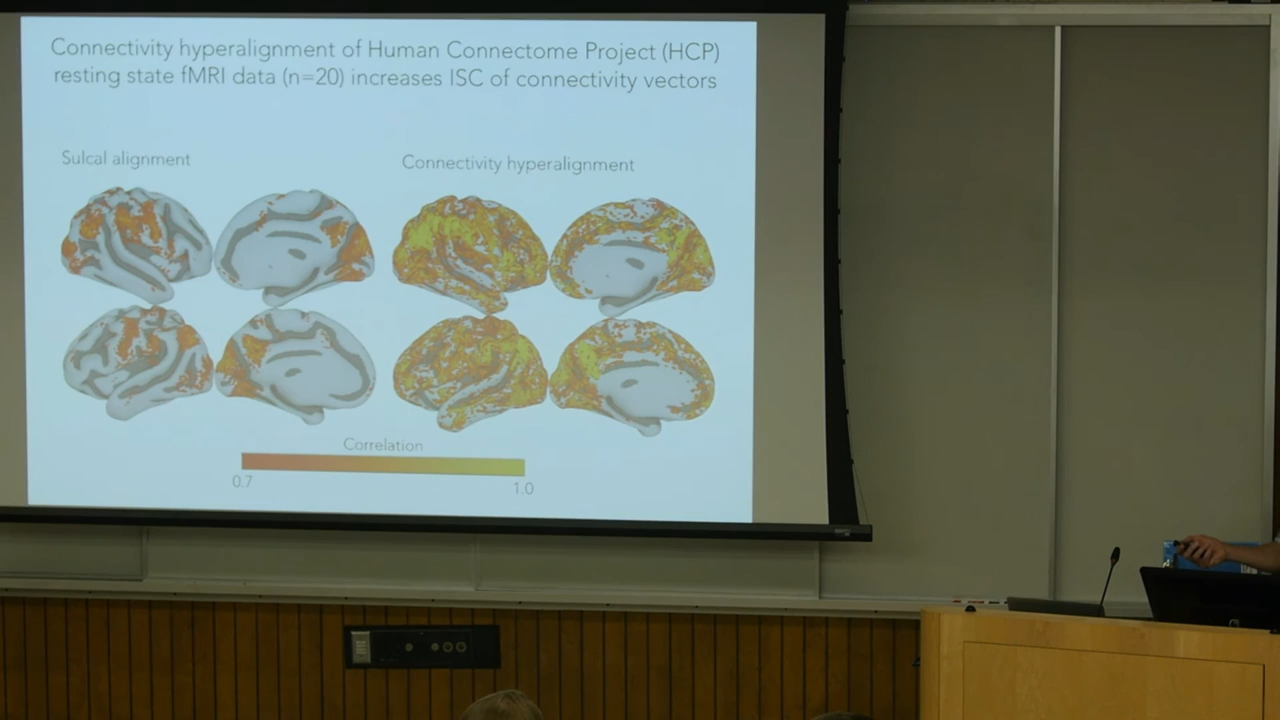 Connectivity hyperalignment of Human Connectome Project (HCP)
resting state fMRI data (n=20) increases ISC of connectivity vectors
Sulcal alignment
Connectivity hyperalignment
Correlation
0.7
1.0